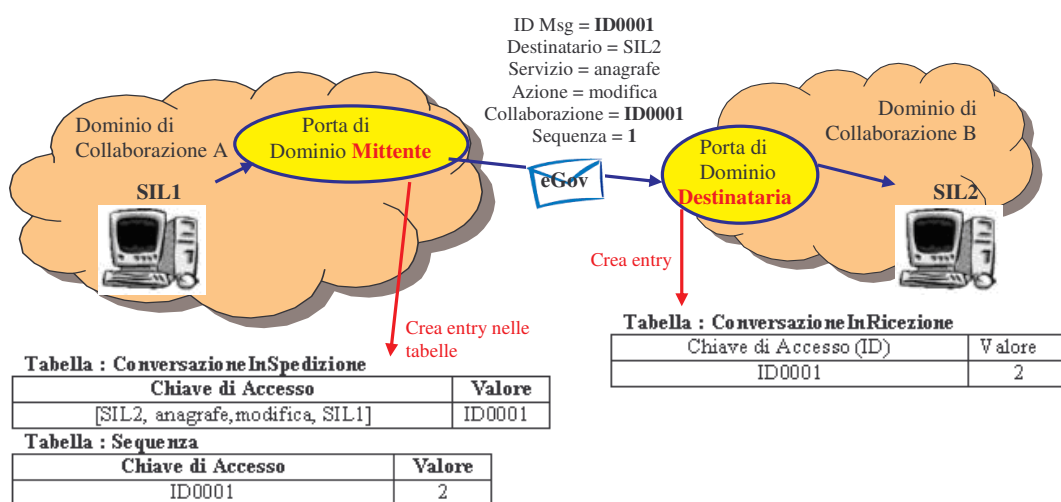 ID Msg = ID0001
Destinatario = SIL2
Servizio = anagrafe
Azione = modifica
Collaborazione = ID0001
Sequenza = 1
Dominio di
Collaborazione A
Porta di
Dominio Mittente
SIL1
eGov
Porta di
Dominio
Destinataria
Dominio di
Collaborazione B
SIL2
Crea entry nelle
tabelle
Crea entry
Tabella : ConversazioneInSpedizione
Chiave di Accesso Valore
[SIL2, anagrafe,modifica, SIL1] ID0001
Tabella : Sequenza
Chiave di Accesso Valore
ID0001 2
Tabella : ConversazioneInRicezione
Chiave di Accesso (ID) Valore
ID0001 2